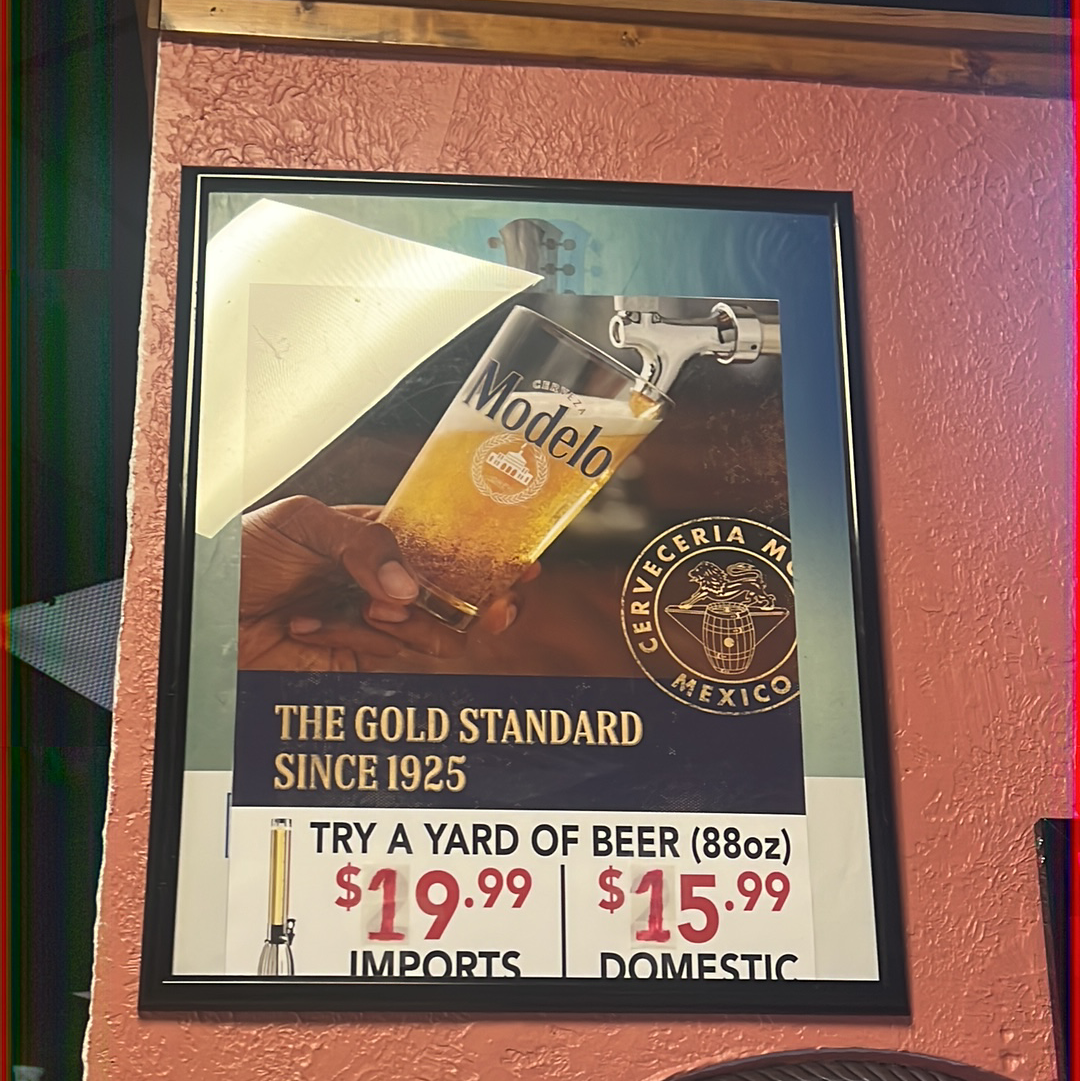 CERVEZA
Modelo
CERVECERIA MO
MEXICO
THE GOLD STANDARD
SINCE 1925
TRY A YARD OF BEER (88oz)
$19.99
$15.99
IMPORTS
DOMESTIC